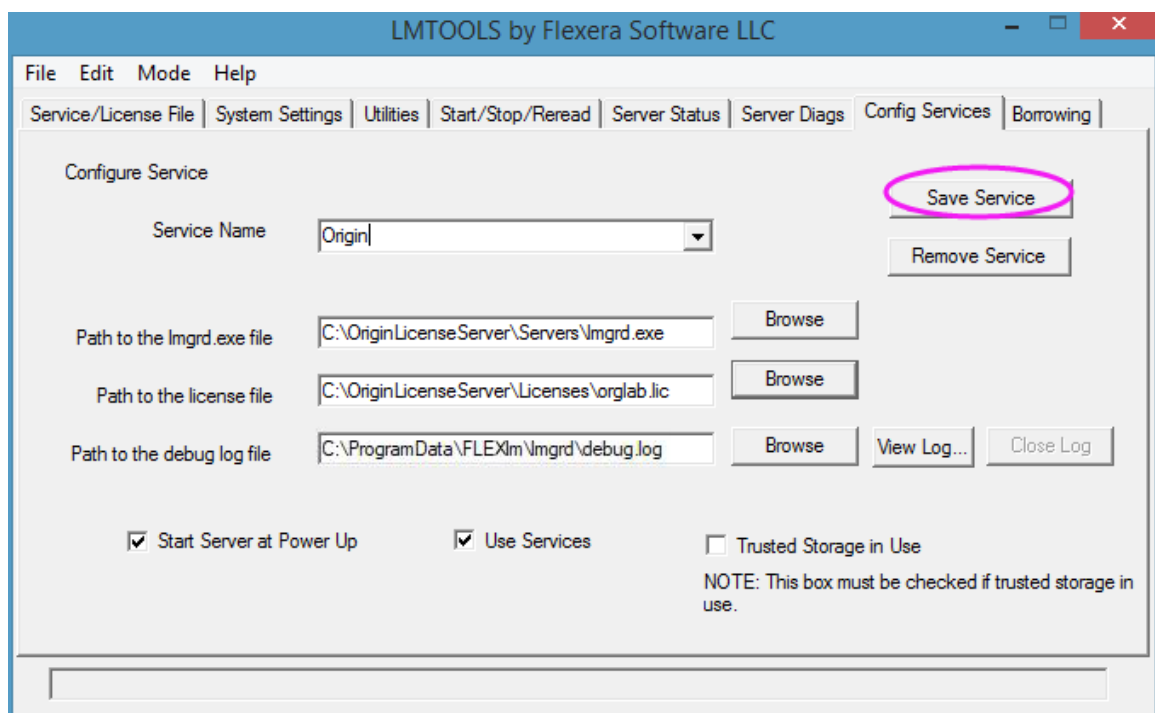 LMTOOLS by Flexera Software LLC
File Edit Mode Help
Service/License File System Settings Utilities Start/Stop/Reread Server Status Server Diags Config Services Borrowing
Configure Service
Save Service
Service Name Origin
Remove Service
Path to the lmgrd.exe file C:\OriginLicenseServer\Servers\lmgrd.exe Browse
Path to the license file C:\OriginLicenseServer\Licenses\orglab.lic Browse
Path to the debug log file C:\ProgramData\FLEXlm\lmgrd\debug.log Browse View Log... Close Log
Start Server at Power Up Use Services Trusted Storage in Use
NOTE: This box must be checked if trusted storage in
use.